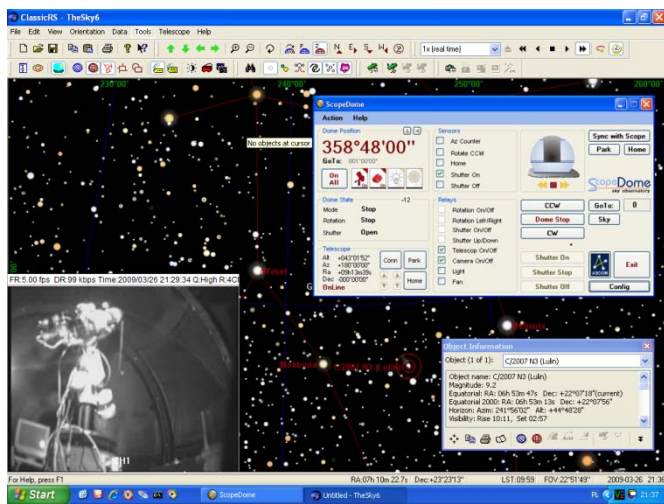 ClassicRS - TheSky6
File Edit View Orientation Data Tools Telescope Help
1x (real time)
230°00' 240°00' 250°00'
No objects at cursor
ScopeDome
Action Help
Dome Position
358°48'00"
GoTo: 001°00'00"
On All
Dome State -12
Mode Stop
Rotation Stop
Shutter Open
Telescope
Alt +043°01'52"
Az +180°00'00"
Ra +09h13m39s
Dec -000°00'00"
OnLine
Conn Park
Home
Sensors
Az Counter
Rotate CCW
Home
Shutter On
Shutter Off
Relays
Rotation On/Off
Rotation Left/Right
Shutter On/Off
Shutter Up/Down
Telescop On/Off
Camera On/Off
Light
Fan
CCW
Dome Stop
CW
Shutter On
Shutter Stop
Shutter Off
Sync with Scope
Park Home
ScopeDome
sky observatory
GoTo: 0
Sky
ASCOM
Exit
Config
FR:5.00 fps DR:99 kbps Time:2009/03/26 21:29:34 Q:High R:4CI
CH1
Wasat
Mekbuda
Object Information
Object (1 of 1): C/2007 N3 (Lulin)
Object name: C/2007 N3 (Lulin)
Magnitude: 9.2
Equatorial: RA: 06h 53m 47s Dec: +22°07'18"(current)
Equatorial 2000: RA: 06h 53m 13s Dec: +22°07'56"
Horizon: Azim: 241°56'02" Alt: +44°48'28"
Visibility: Rise 10:11, Set 02:57
For Help, press F1
RA:07h 10m 22.7s Dec:+23°23'13"
LST:09:59 FOV:22°51'49" 2009-03-26 21:38
Start
ScopeDome
Untitled - TheSky6
PL
21:37